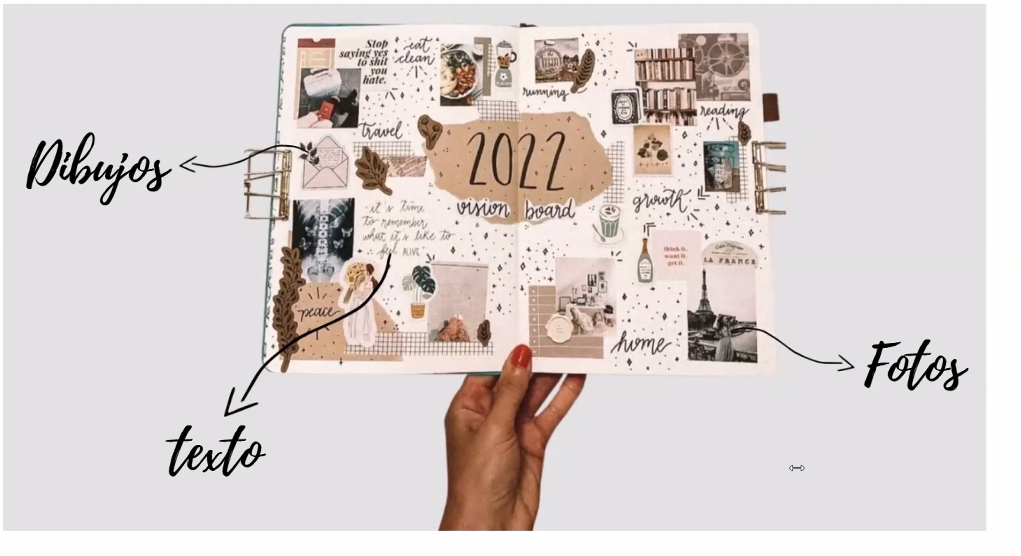 Stop
saying yes
to shit
you
hate.
eat
clean
running
reading
travel
2022
vision board
growth
it's time
to remember
what it's like to
feel ALIVE
think it.
want it.
get it.
LA FRANCE
peace
home
Dibujos
texto
Fotos